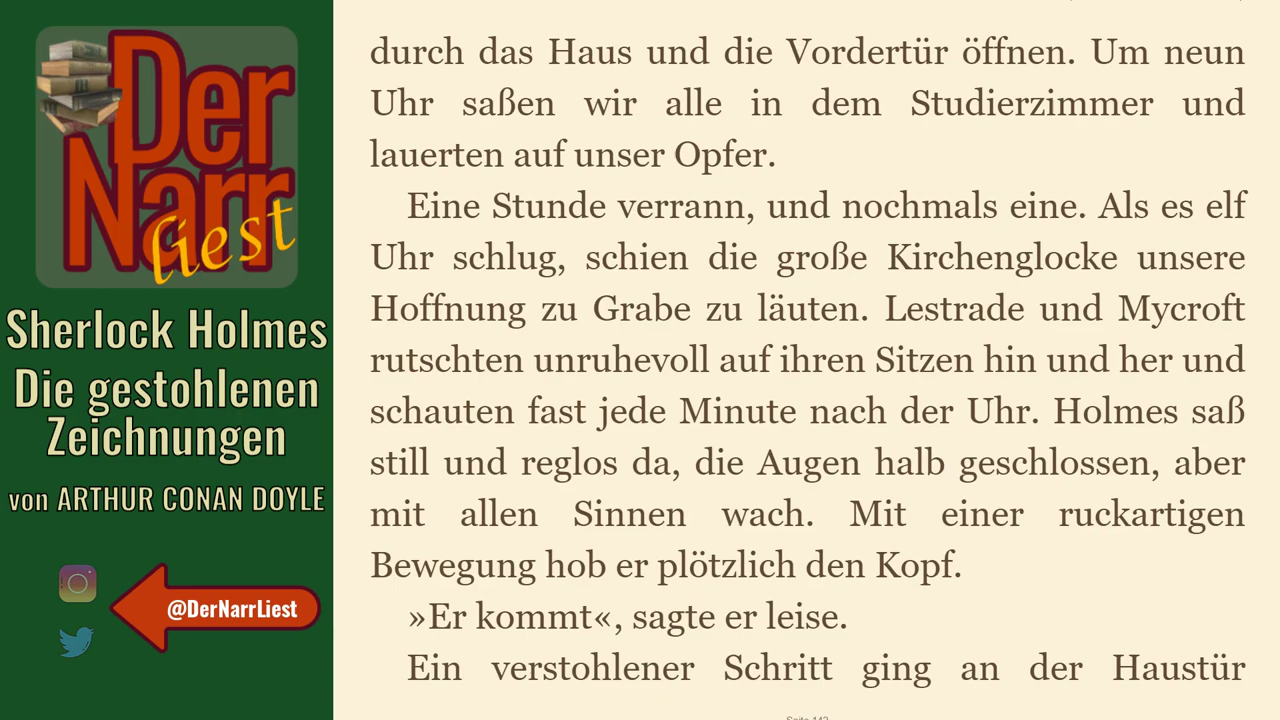 Der
Narr
liest
Sherlock Holmes
Die gestohlenen
Zeichnungen
von ARTHUR CONAN DOYLE
@DerNarrLiest
durch das Haus und die Vordertür öffnen. Um neun
Uhr saßen wir alle in dem Studierzimmer und
lauerten auf unser Opfer.
Eine Stunde verrann, und nochmals eine. Als es elf
Uhr schlug, schien die große Kirchenglocke unsere
Hoffnung zu Grabe zu läuten. Lestrade und Mycroft
rutschten unruhevoll auf ihren Sitzen hin und her und
schauten fast jede Minute nach der Uhr. Holmes saß
still und reglos da, die Augen halb geschlossen, aber
mit allen Sinnen wach. Mit einer ruckartigen
Bewegung hob er plötzlich den Kopf.
»Er kommt«, sagte er leise.
Ein verstohlener Schritt ging an der Haustür